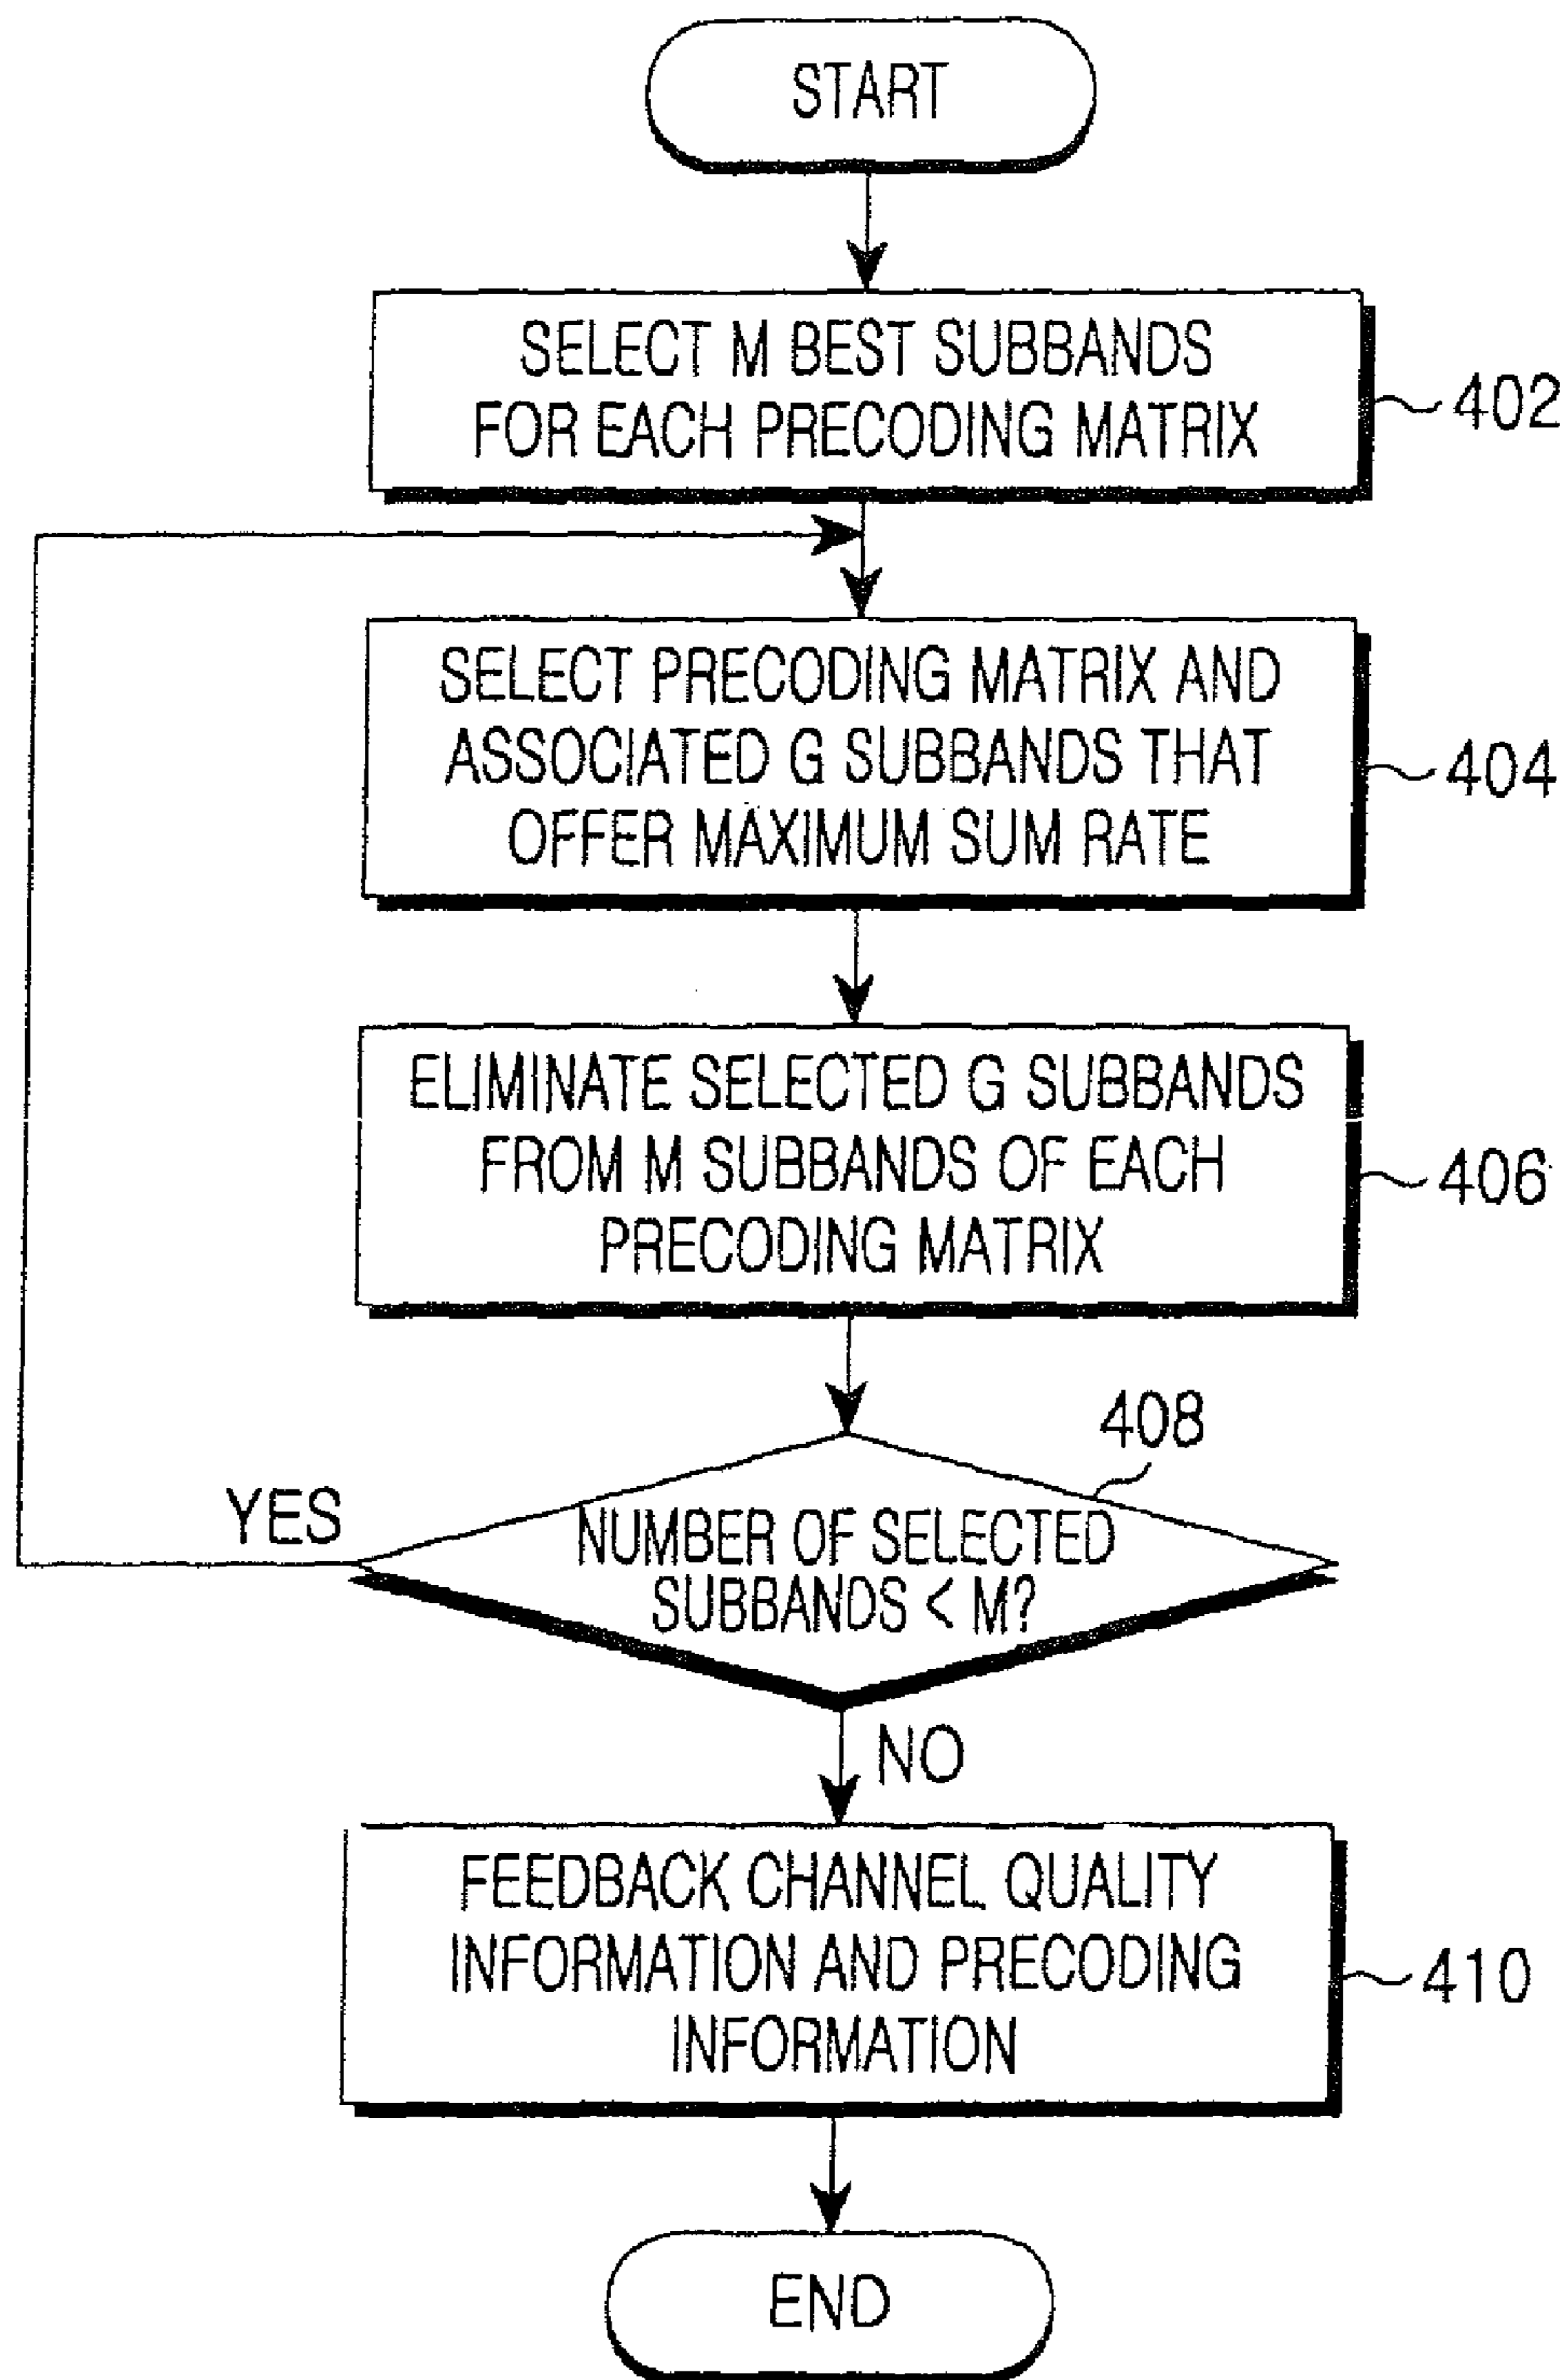 START
SELECT M BEST SUBBANDS
FOR EACH PRECODING MATRIX
402
SELECT PRECODING MATRIX AND
ASSOCIATED G SUBBANDS THAT
OFFER MAXIMUM SUM RATE
404
ELIMINATE SELECTED G SUBBANDS
FROM M SUBBANDS OF EACH
PRECODING MATRIX
406
408
YES
NUMBER OF SELECTED
SUBBANDS < M?
NO
FEEDBACK CHANNEL QUALITY
INFORMATION AND PRECODING
INFORMATION
410
END